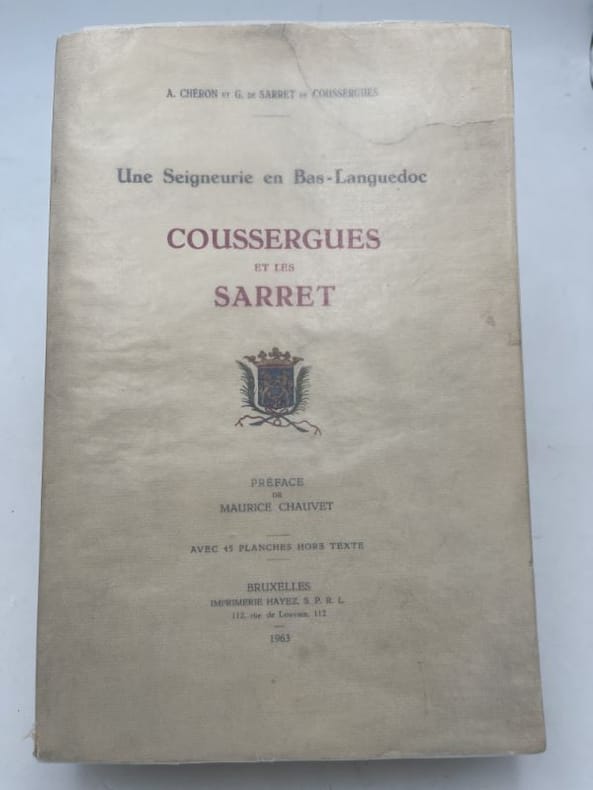 A. CHÉRON ET G. DE SARRET DE COUSSERGUES
Une Seigneurie en Bas-Languedoc
COUSSERGUES
ET LES
SARRET
PRÉFACE
DE
MAURICE CHAUVET
AVEC 45 PLANCHES HORS TEXTE
BRUXELLES
IMPRIMERIE HAYEZ, S. P. R. L.
112, rue de Louvain, 112
1963